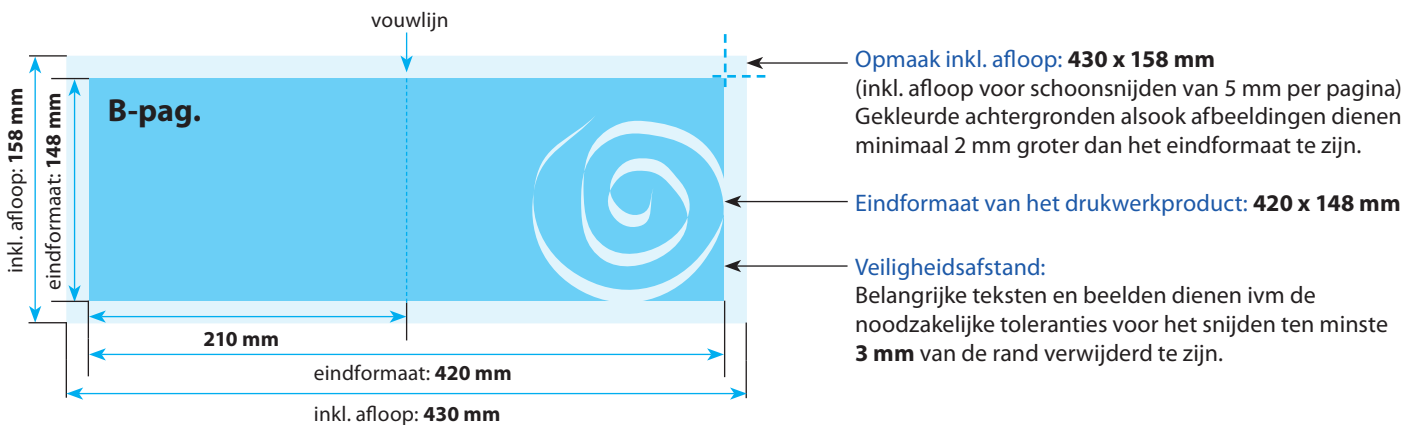 vouwlijn
B-pag.
inkl. afloop: 158 mm
eindformaat: 148 mm
210 mm
eindformaat: 420 mm
inkl. afloop: 430 mm
Opmaak inkl. afloop: 430 x 158 mm
(inkl. afloop voor schoonsnijden van 5 mm per pagina)
Gekleurde achtergronden alsook afbeeldingen dienen
minimaal 2 mm groter dan het eindformaat te zijn.
Eindformaat van het drukwerkproduct: 420 x 148 mm
Veiligheidsafstand:
Belangrijke teksten en beelden dienen ivm de
noodzakelijke toleranties voor het snijden ten minste
3 mm van de rand verwijderd te zijn.